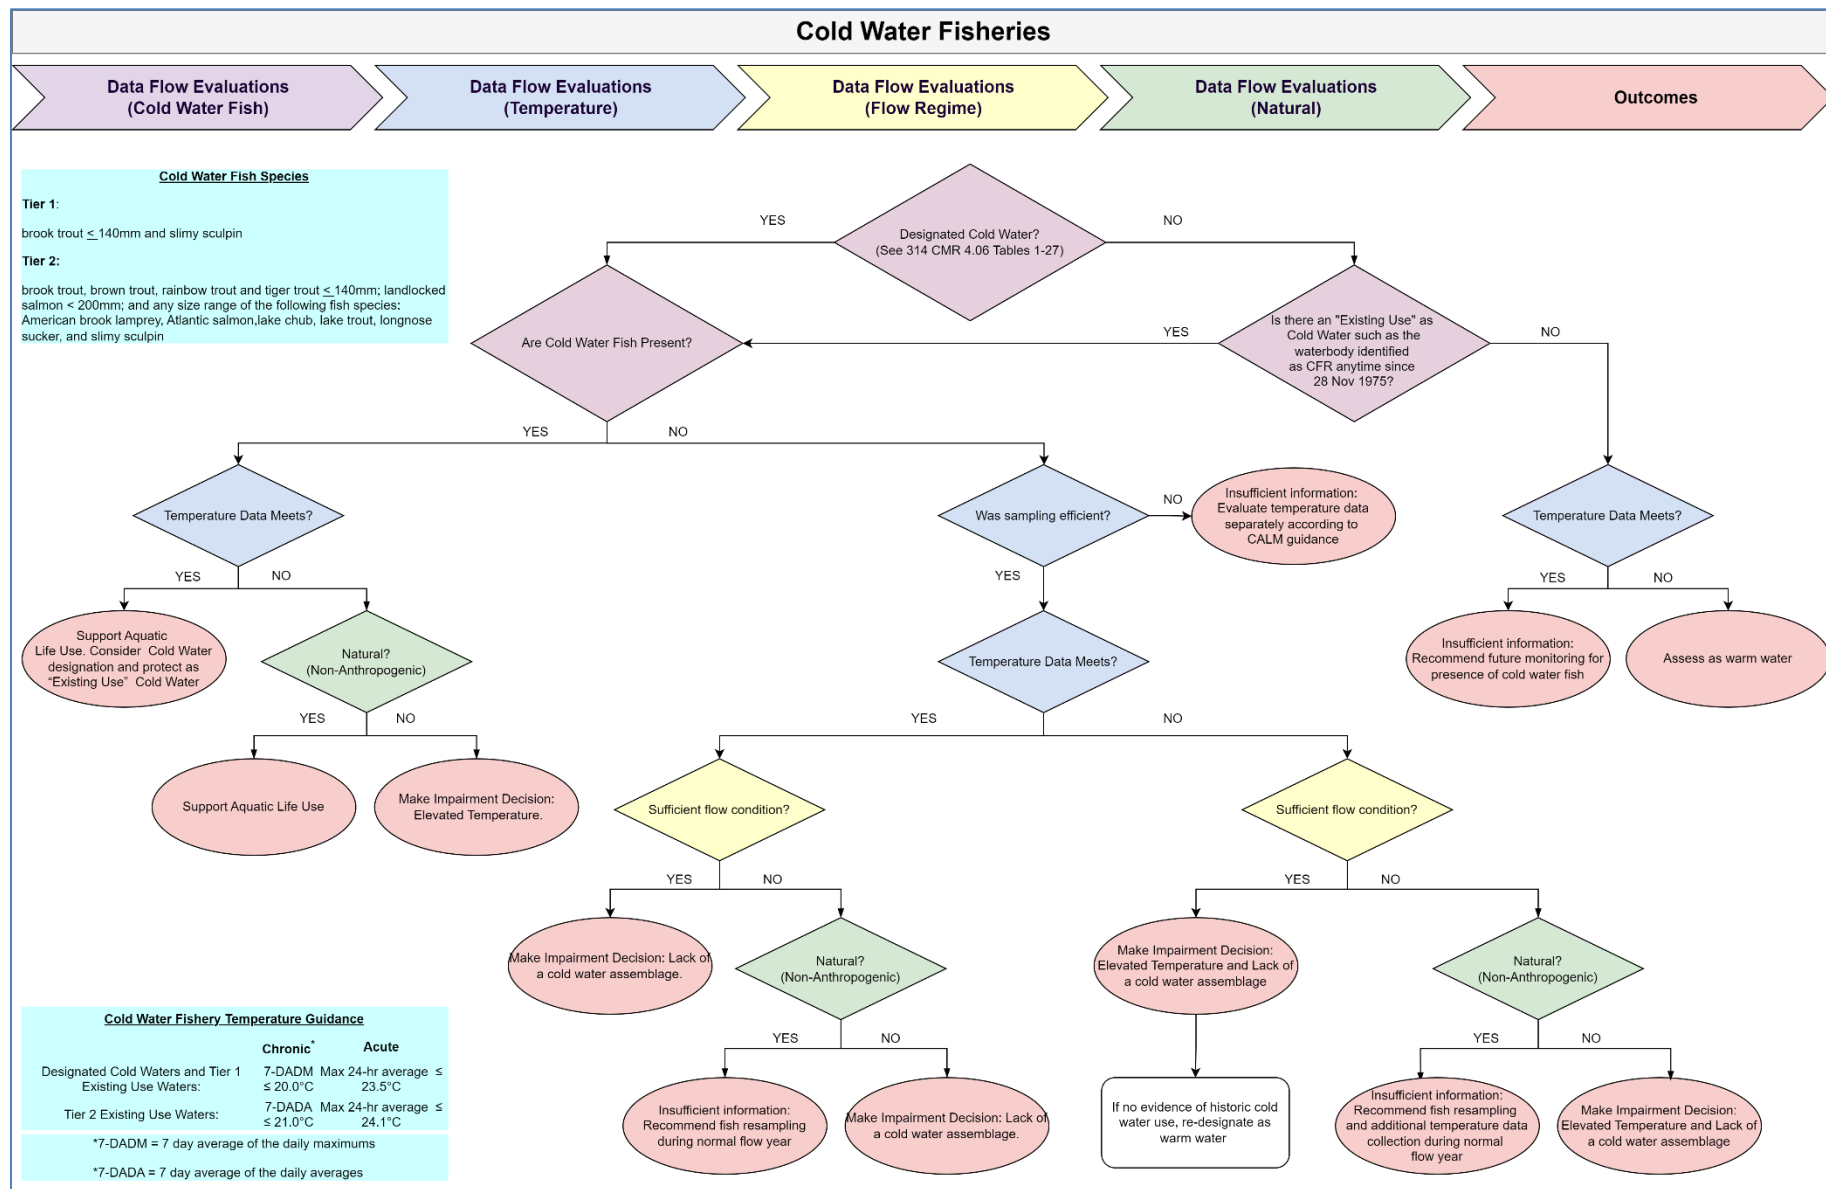 Cold Water Fisheries
Data Flow Evaluations
(Cold Water Fish)
Data Flow Evaluations
(Temperature)
Data Flow Evaluations
(Flow Regime)
Data Flow Evaluations
(Natural)
Outcomes
Cold Water Fish Species
Tier 1:
brook trout < 140mm and slimy sculpin
Tier 2:
brook trout, brown trout, rainbow trout and tiger trout < 140mm; landlocked
salmon < 200mm; and any size range of the following fish species:
American brook lamprey, Atlantic salmon,lake chub, lake trout, longnose
sucker, and slimy sculpin
Designated Cold Water?
(See 314 CMR 4.06 Tables 1-27)
YES
NO
Are Cold Water Fish Present?
YES
Is there an "Existing Use" as
Cold Water such as the
waterbody identified
as CFR anytime since
28 Nov 1975?
NO
YES
NO
Temperature Data Meets?
Was sampling efficient?
NO
Insufficient information:
Evaluate temperature data
separately according to
CALM guidance
Temperature Data Meets?
YES
NO
YES
YES
NO
Support Aquatic
Life Use. Consider Cold Water
designation and protect as
“Existing Use” Cold Water
Natural?
(Non-Anthropogenic)
Temperature Data Meets?
Insufficient information:
Recommend future monitoring for
presence of cold water fish
Assess as warm water
YES
NO
YES
NO
Support Aquatic Life Use
Make Impairment Decision:
Elevated Temperature.
Sufficient flow condition?
Sufficient flow condition?
YES
NO
YES
NO
Make Impairment Decision: Lack of
a cold water assemblage.
Natural?
(Non-Anthropogenic)
Make Impairment Decision:
Elevated Temperature and Lack of
a cold water assemblage
Natural?
(Non-Anthropogenic)
YES
NO
YES
NO
Insufficient information:
Recommend fish resampling
during normal flow year
Make Impairment Decision: Lack of
a cold water assemblage.
If no evidence of historic cold
water use, re-designate as
warm water
Insufficient information:
Recommend fish resampling
and additional temperature data
collection during normal
flow year
Make Impairment Decision:
Elevated Temperature and Lack of
a cold water assemblage
Cold Water Fishery Temperature Guidance
Chronic* Acute
Designated Cold Waters and Tier 1 7-DADM Max 24-hr average ≤
Existing Use Waters: ≤ 20.0°C 23.5°C
Tier 2 Existing Use Waters: 7-DADA Max 24-hr average ≤
≤ 21.0°C 24.1°C
*7-DADM = 7 day average of the daily maximums
*7-DADA = 7 day average of the daily averages